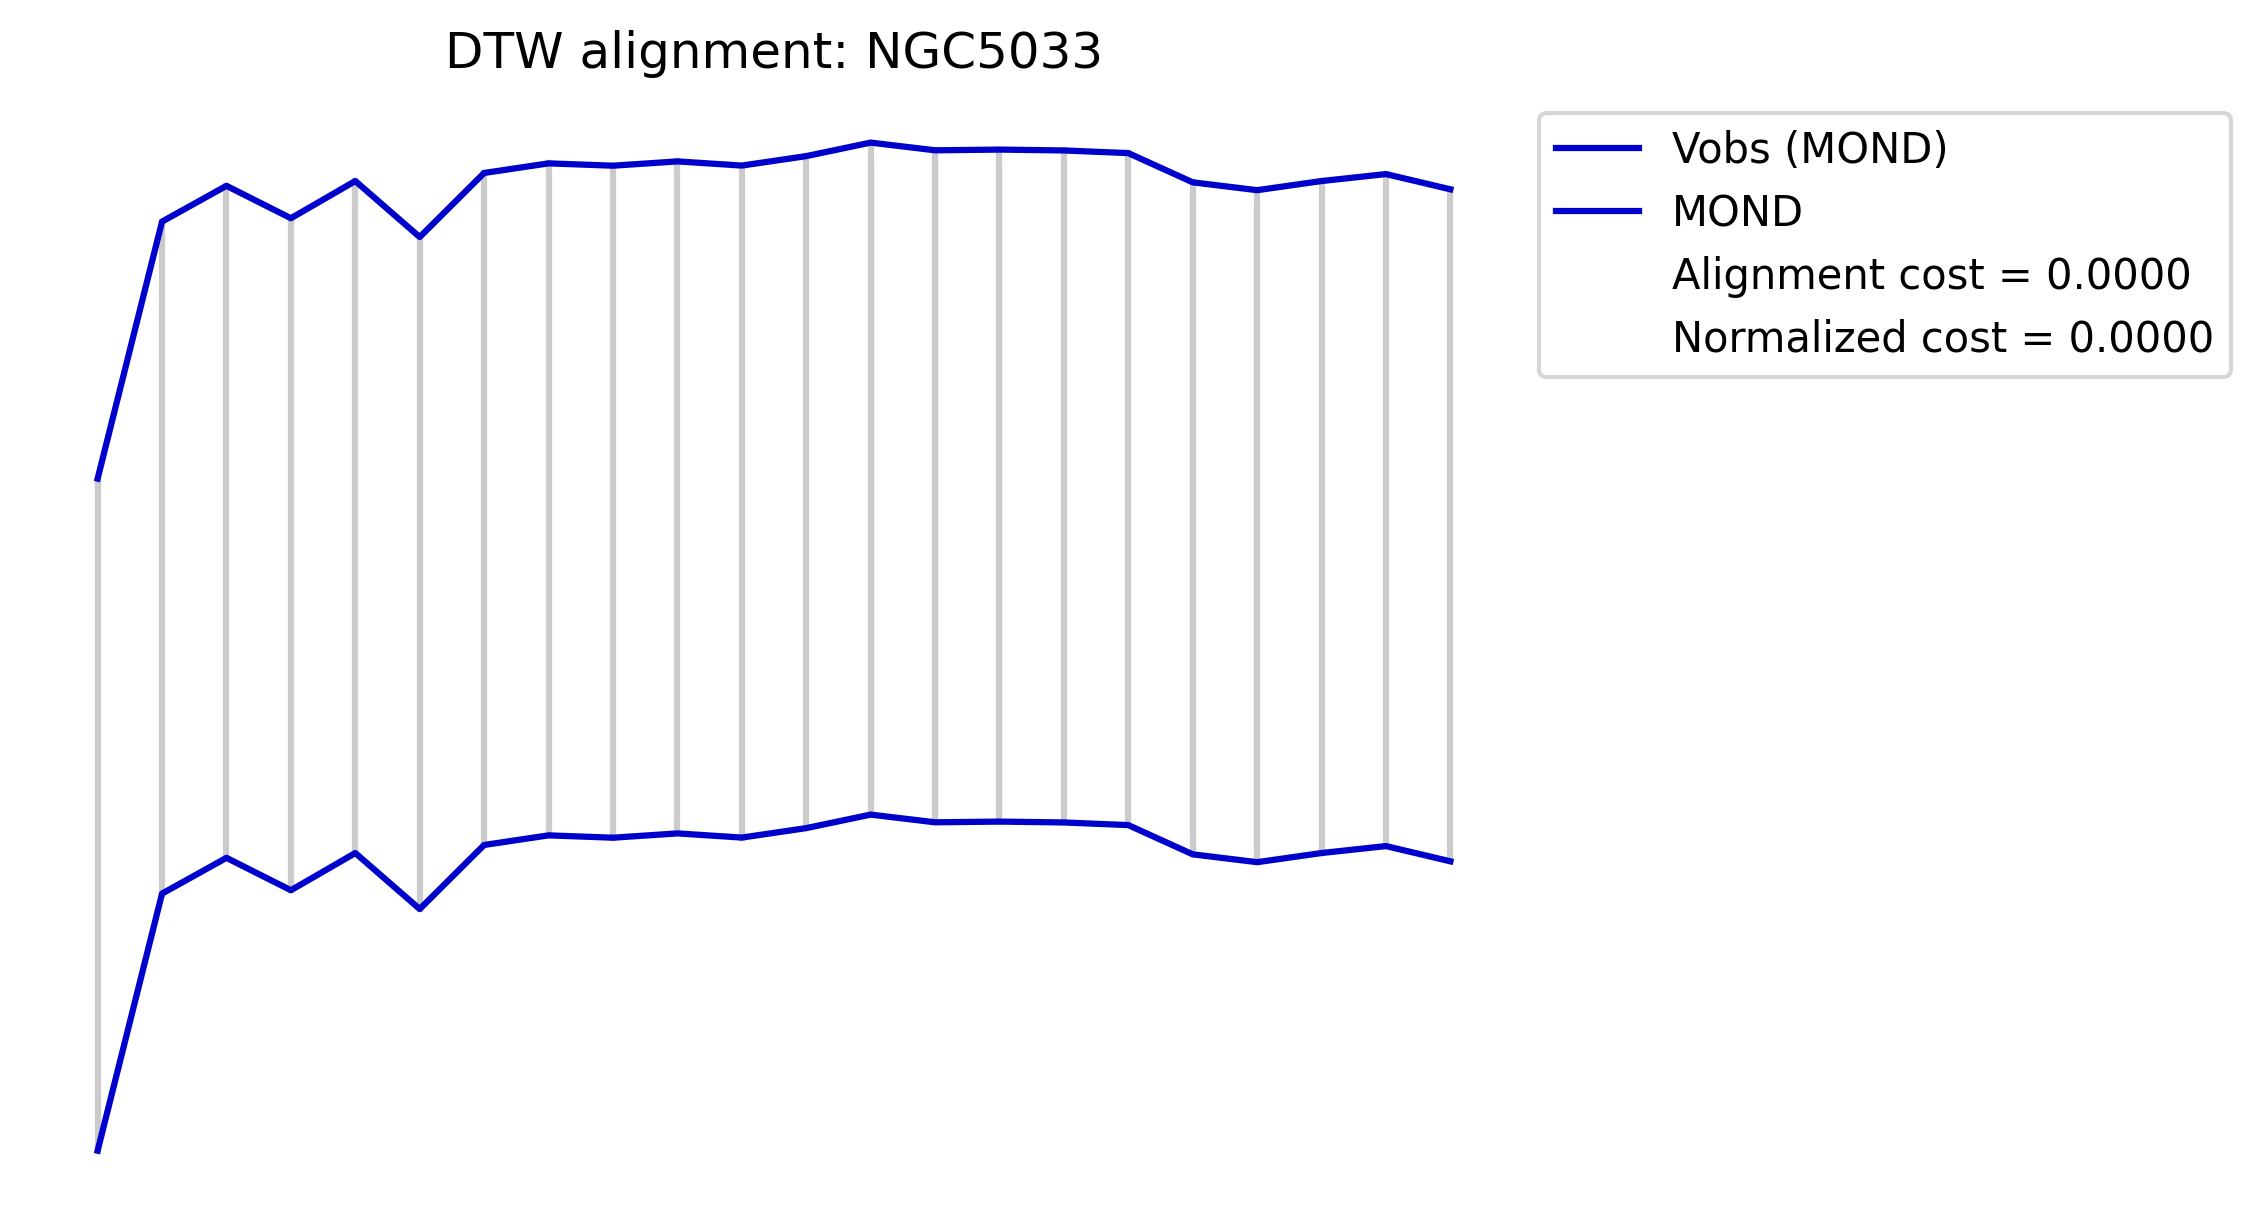 DTW alignment: NGC5033
Vobs (MOND)
MOND
Alignment cost = 0.0000
Normalized cost = 0.0000